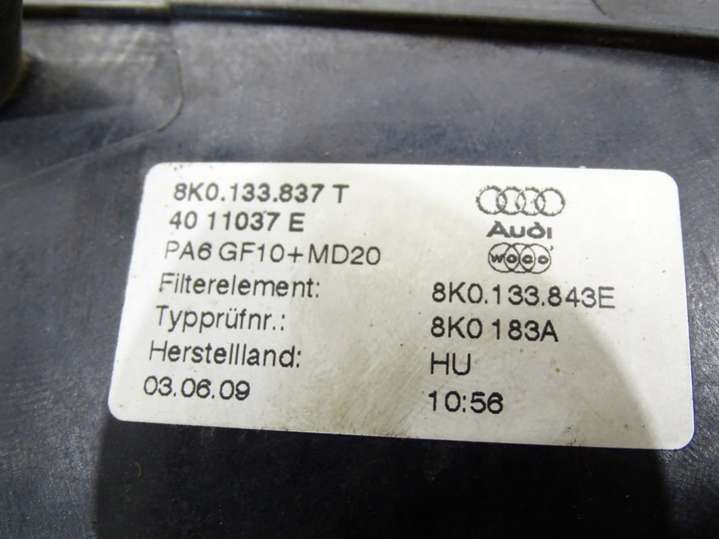 8K0.133.837 T
40 11037 E
Audi
PA6 GF10+MD20
WOCO
Filterelement: 8K0.133.843E
Typprüfnr.: 8K0 183A
Herstellland: HU
03.06.09 10:56